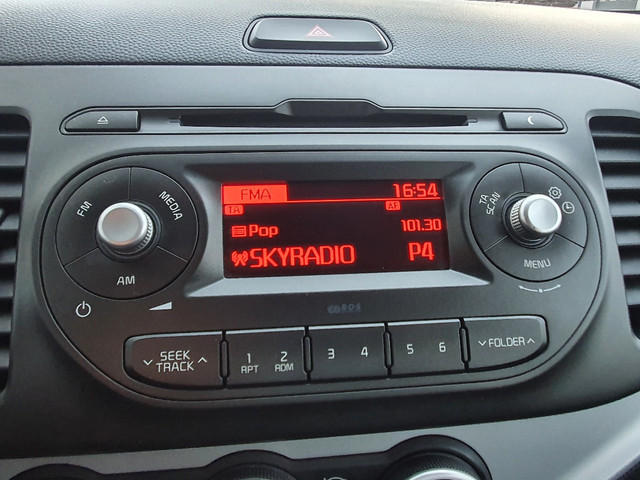 FMA 16:54
TA AF
Pop 101.30
SKYRADIO P4
FM MEDIA
AM
TA SCAN
MENU
RDS
SEEK TRACK
1 RPT
2 RDM
3 4
5 6
FOLDER